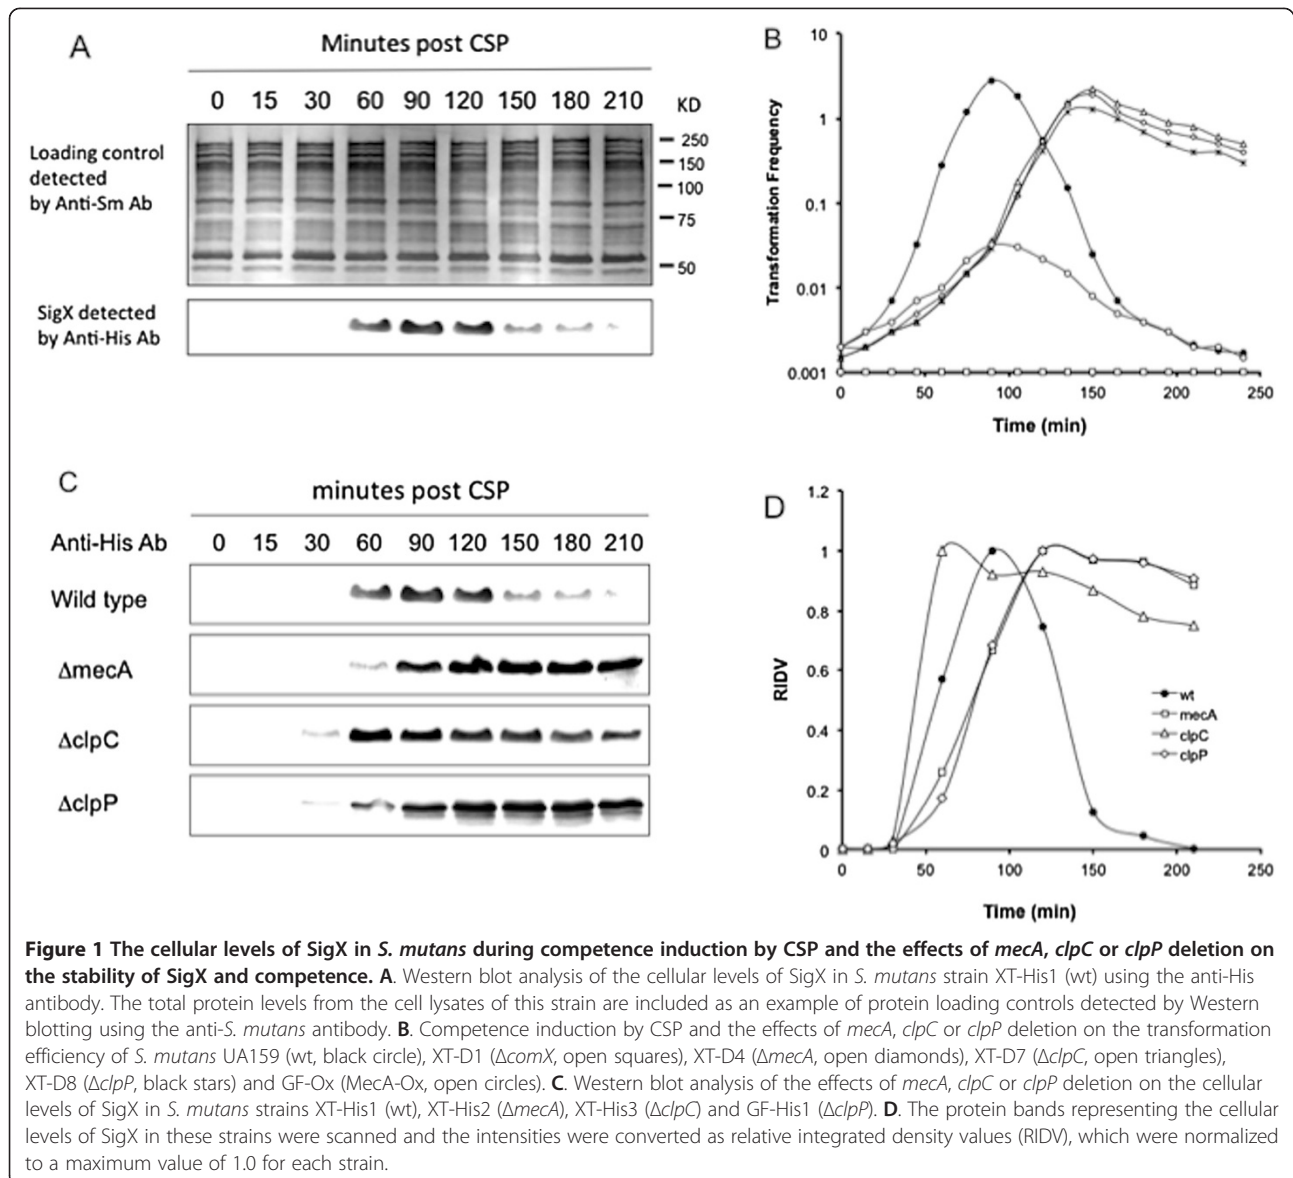 A
Minutes post CSP
0 15 30 60 90 120 150 180 210 KD
Loading control
detected
by Anti-Sm Ab
250
150
100
75
50
SigX detected
by Anti-His Ab
B
Transformation Frequency
10
1
0.1
0.01
0.001
0 50 100 150 200 250
Time (min)
C
minutes post CSP
Anti-His Ab 0 15 30 60 90 120 150 180 210
Wild type
ΔmecA
ΔclpC
ΔclpP
D
RIDV
1.2
1
0.8
0.6
0.4
0.2
0
wt
mecA
clpC
clpP
0 50 100 150 200 250
Time (min)
Figure 1 The cellular levels of SigX in S. mutans during competence induction by CSP and the effects of mecA, clpC or clpP deletion on
the stability of SigX and competence. A. Western blot analysis of the cellular levels of SigX in S. mutans strain XT-His1 (wt) using the anti-His
antibody. The total protein levels from the cell lysates of this strain are included as an example of protein loading controls detected by Western
blotting using the anti-S. mutans antibody. B. Competence induction by CSP and the effects of mecA, clpC or clpP deletion on the transformation
efficiency of S. mutans UA159 (wt, black circle), XT-D1 (ΔcomX, open squares), XT-D4 (ΔmecA, open diamonds), XT-D7 (ΔclpC, open triangles),
XT-D8 (ΔclpP, black stars) and GF-Ox (MecA-Ox, open circles). C. Western blot analysis of the effects of mecA, clpC or clpP deletion on the cellular
levels of SigX in S. mutans strains XT-His1 (wt), XT-His2 (ΔmecA), XT-His3 (ΔclpC) and GF-His1 (ΔclpP). D. The protein bands representing the cellular
levels of SigX in these strains were scanned and the intensities were converted as relative integrated density values (RIDV), which were normalized
to a maximum value of 1.0 for each strain.